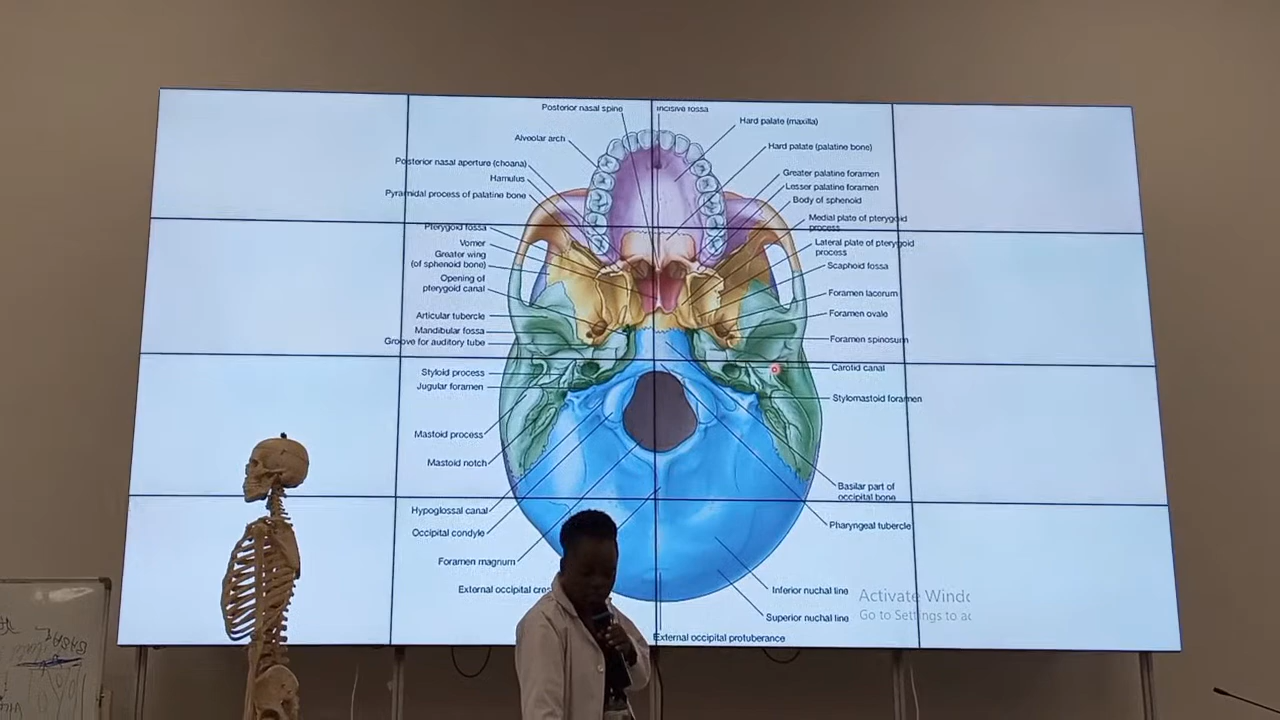 Posterior nasal spine
Incisive fossa
Hard palate (maxilla)
Alveolar arch
Hard palate (palatine bone)
Posterior nasal aperture (choana)
Greater palatine foramen
Hamulus
Lesser palatine foramen
Pyramidal process of palatine bone
Body of sphenoid
Medial plate of pterygoid
process
Pterygoid fossa
Vomer
Lateral plate of pterygoid
process
Greater wing
(of sphenoid bone)
Scaphoid fossa
Opening of
pterygoid canal
Foramen lacerum
Articular tubercle
Foramen ovale
Mandibular fossa
Groove for auditory tube
Foramen spinosum
Styloid process
Carotid canal
Jugular foramen
Stylomastoid foramen
Mastoid process
Mastoid notch
Basilar part of
occipital bone
Hypoglossal canal
Pharyngeal tubercle
Occipital condyle
Foramen magnum
External occipital cres
Inferior nuchal line
Superior nuchal line
External occipital protuberance
Activate Windo
Go to Settings to ac